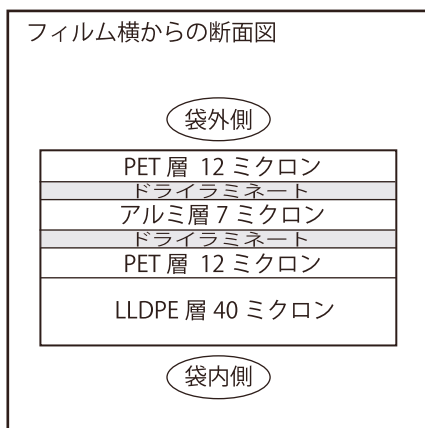 フィルム横からの断面図
袋外側
PET 層 12 ミクロン
ドライラミネート
アルミ層 7 ミクロン
ドライラミネート
PET 層 12 ミクロン
LLDPE 層 40 ミクロン
袋内側